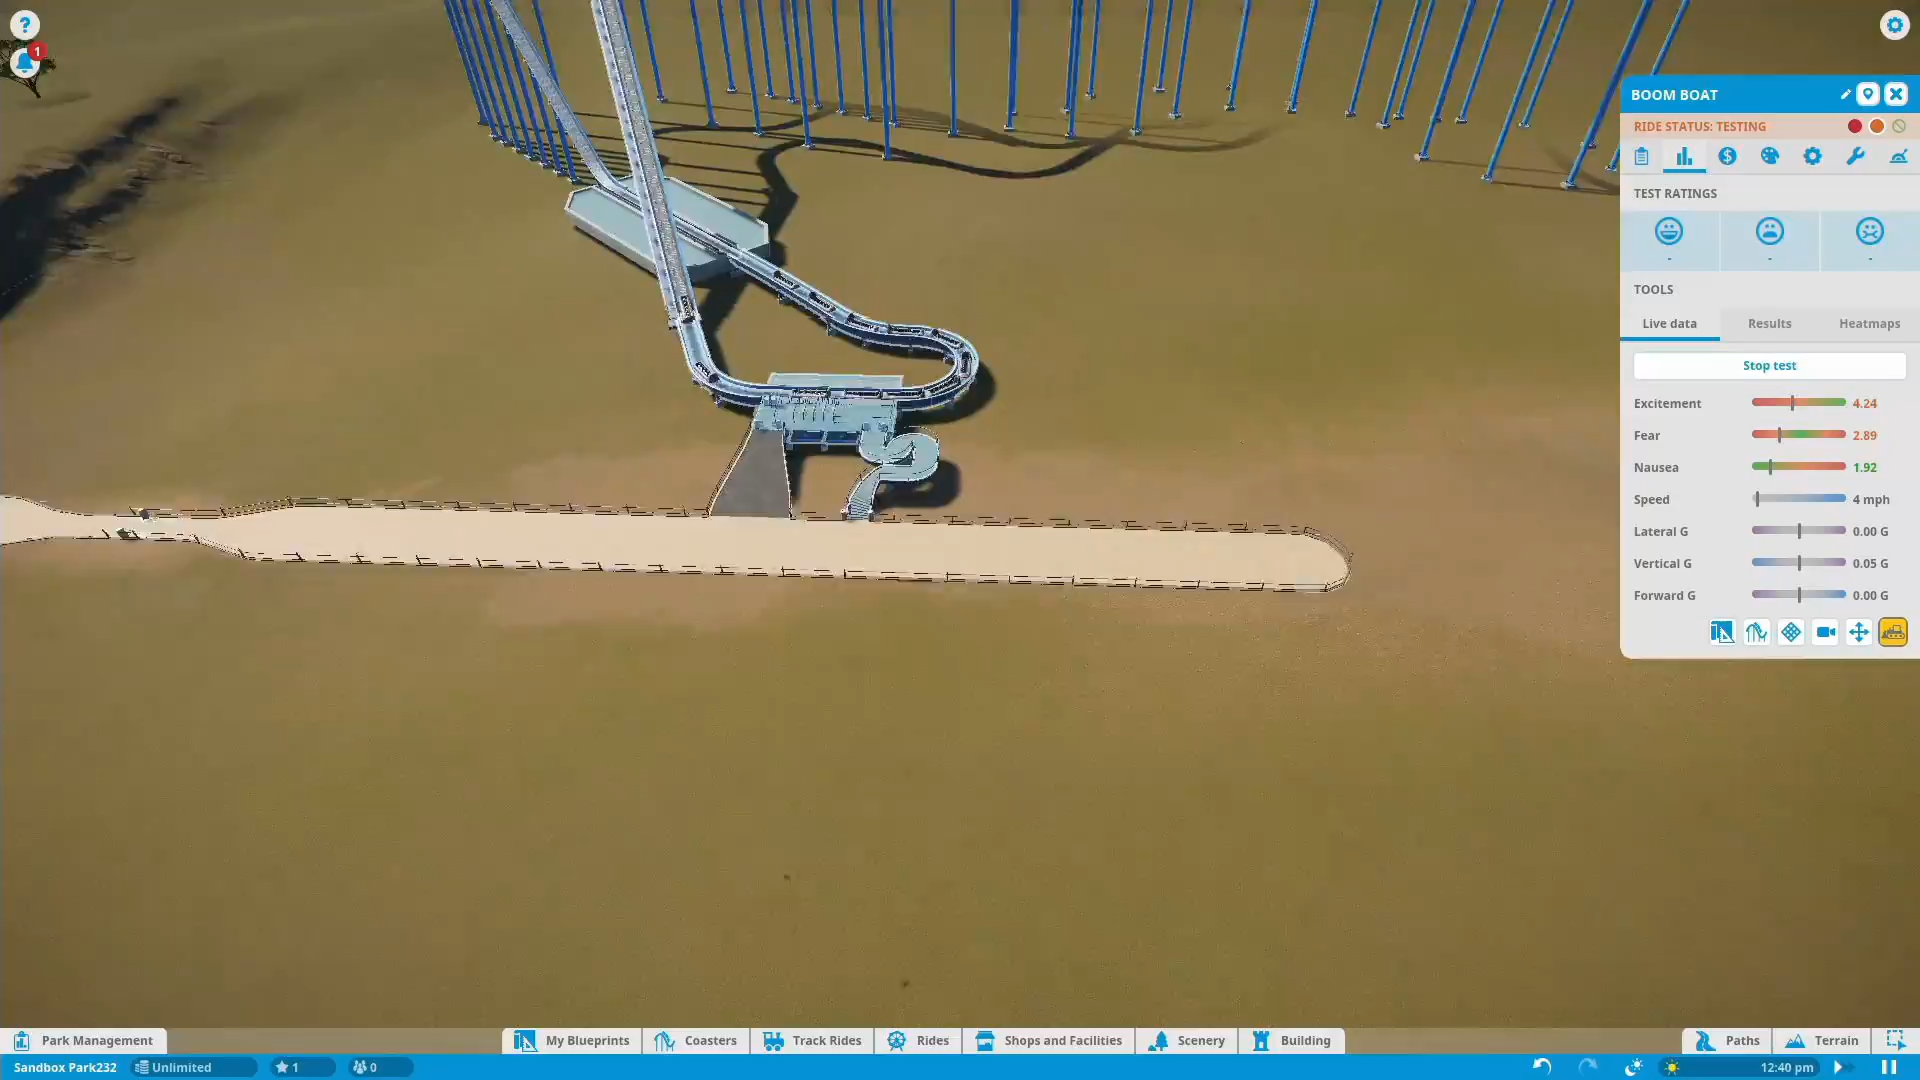 ?
1
BOOM BOAT
RIDE STATUS: TESTING
TEST RATINGS
- - -
TOOLS
Live data Results Heatmaps
Stop test
Excitement 4.24
Fear 2.89
Nausea 1.92
Speed 4 mph
Lateral G 0.00 G
Vertical G 0.05 G
Forward G 0.00 G
Park Management My Blueprints Coasters Track Rides Rides Shops and Facilities Scenery Building Paths Terrain
Sandbox Park232 Unlimited 1 0 12:40 pm